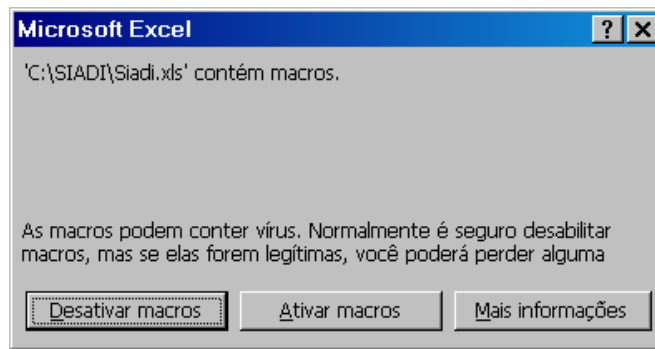 Microsoft Excel
'C:\SIADI\Siadi.xls' contém macros.
As macros podem conter vírus. Normalmente é seguro desabilitar
macros, mas se elas forem legítimas, você poderá perder alguma
Desativar macros
Ativar macros
Mais informações